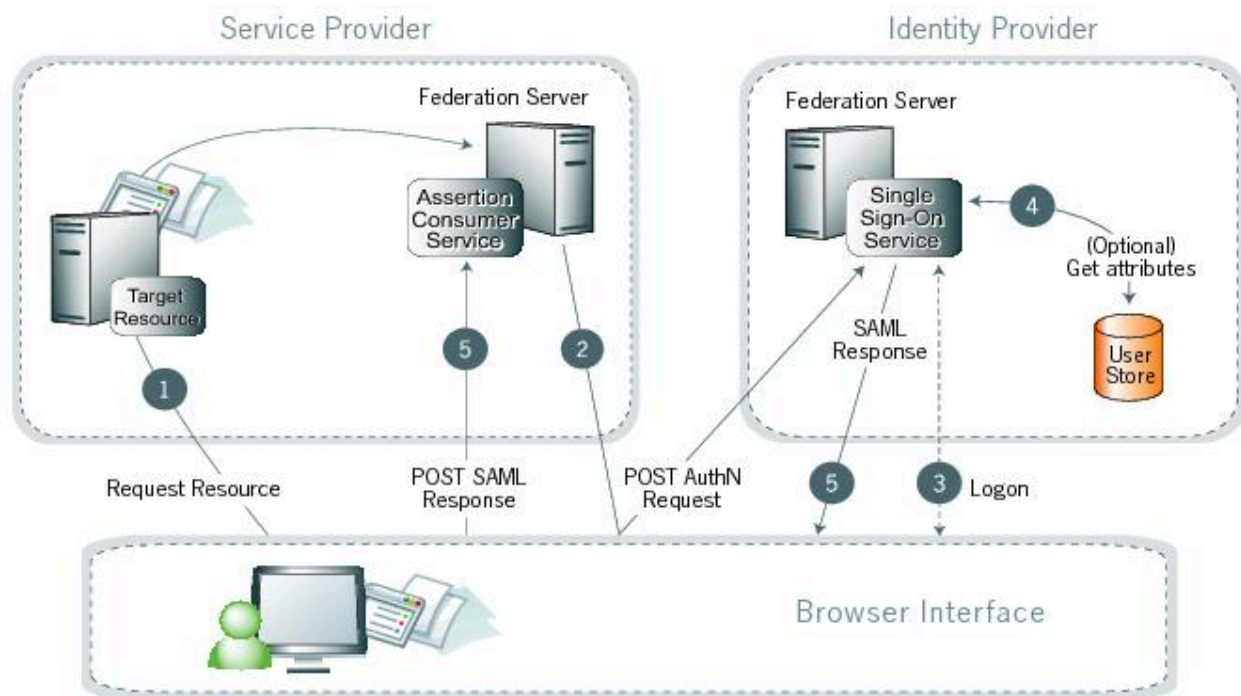 Service Provider
Identity Provider
Federation Server
Federation Server
Assertion
Consumer
Service
Single
Sign-On
Service
4
(Optional)
Get attributes
Target
Resource
1
5
2
SAML
Response
User
Store
Request Resource
POST SAML
Response
POST AuthN
Request
5
3
Logon
Browser Interface